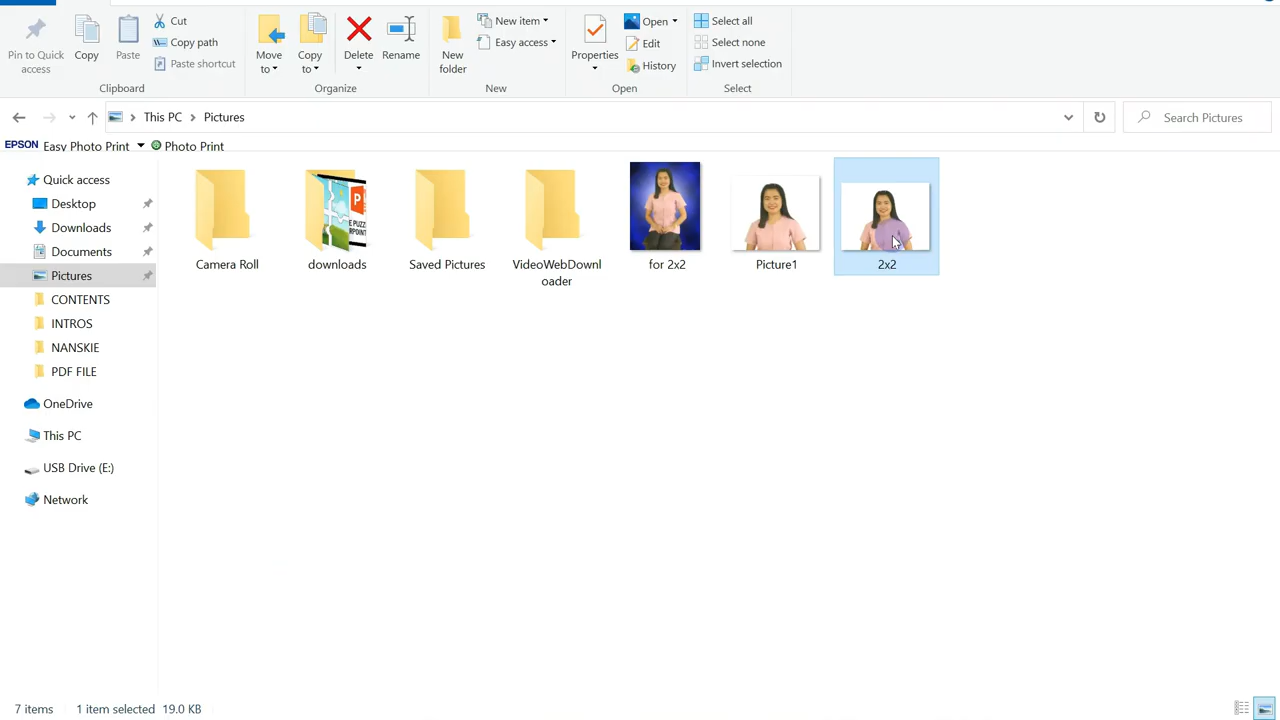 Pin to Quick access
Copy
Paste
Cut
Copy path
Paste shortcut
Clipboard
Move to
Copy to
Delete
Rename
Organize
New folder
New item
Easy access
New
Properties
Open
Edit
History
Open
Select all
Select none
Invert selection
Select
This PC
Pictures
Search Pictures
EPSON Easy Photo Print
Photo Print
Quick access
Desktop
Downloads
Documents
Pictures
CONTENTS
INTROS
NANSKIE
PDF FILE
OneDrive
This PC
USB Drive (E:)
Network
P
E PUZZ
POINT
Camera Roll
downloads
Saved Pictures
VideoWebDownl
oader
for 2x2
Picture1
2x2
7 items
1 item selected 19.0 KB